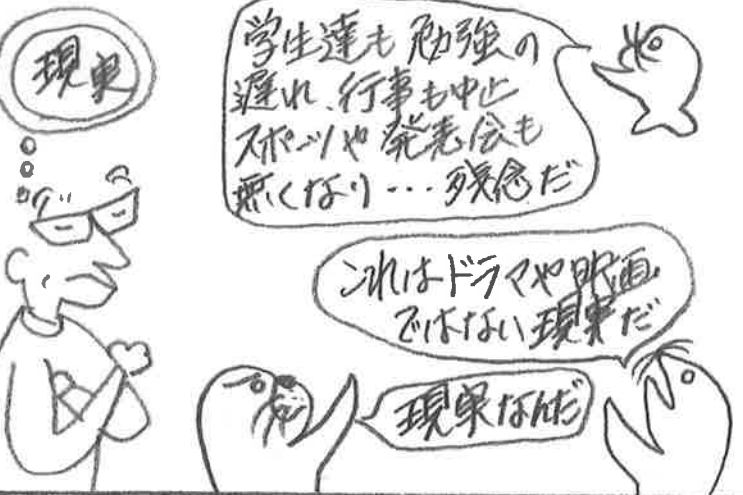 現実
学生達も勉強の
遅れ、行事も中止
スポーツや発表会も
無くなり・・・残念だ
これはドラマや映画
ではない現実だ
現実なんだ